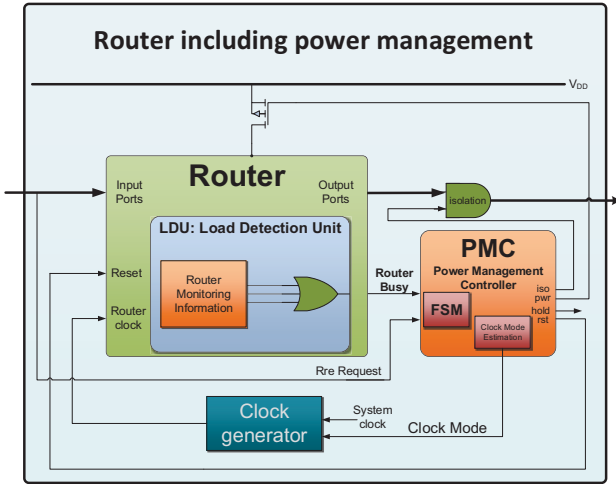 Router including power management
VDD
Router
Input
Ports
Output
Ports
isolation
LDU: Load Detection Unit
PMC
Power Management
Controller
Router
Busy
Reset
Router
Monitoring
Information
iso
pwr
hold
rst
FSM
Clock Mode
Estimation
Router
clock
Rre Request
Clock
generator
System
clock
Clock Mode